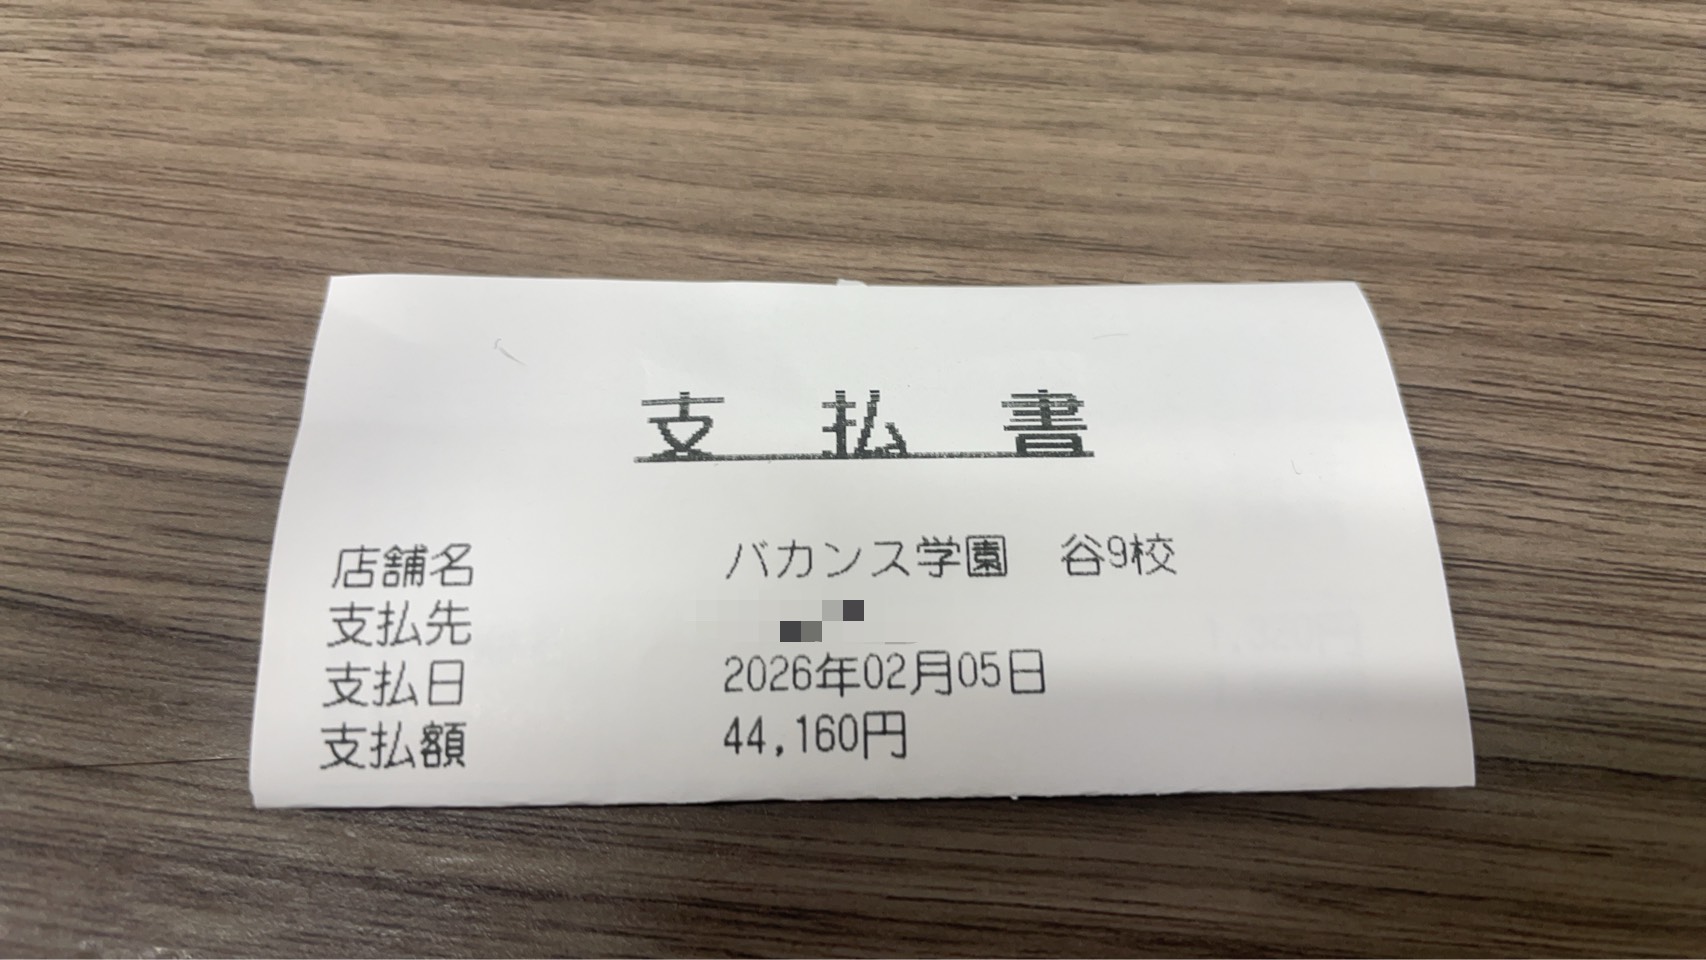 支払書
店舗名　バカンス学園　谷9校
支払先
支払日　2026年02月05日
支払額　44,160円